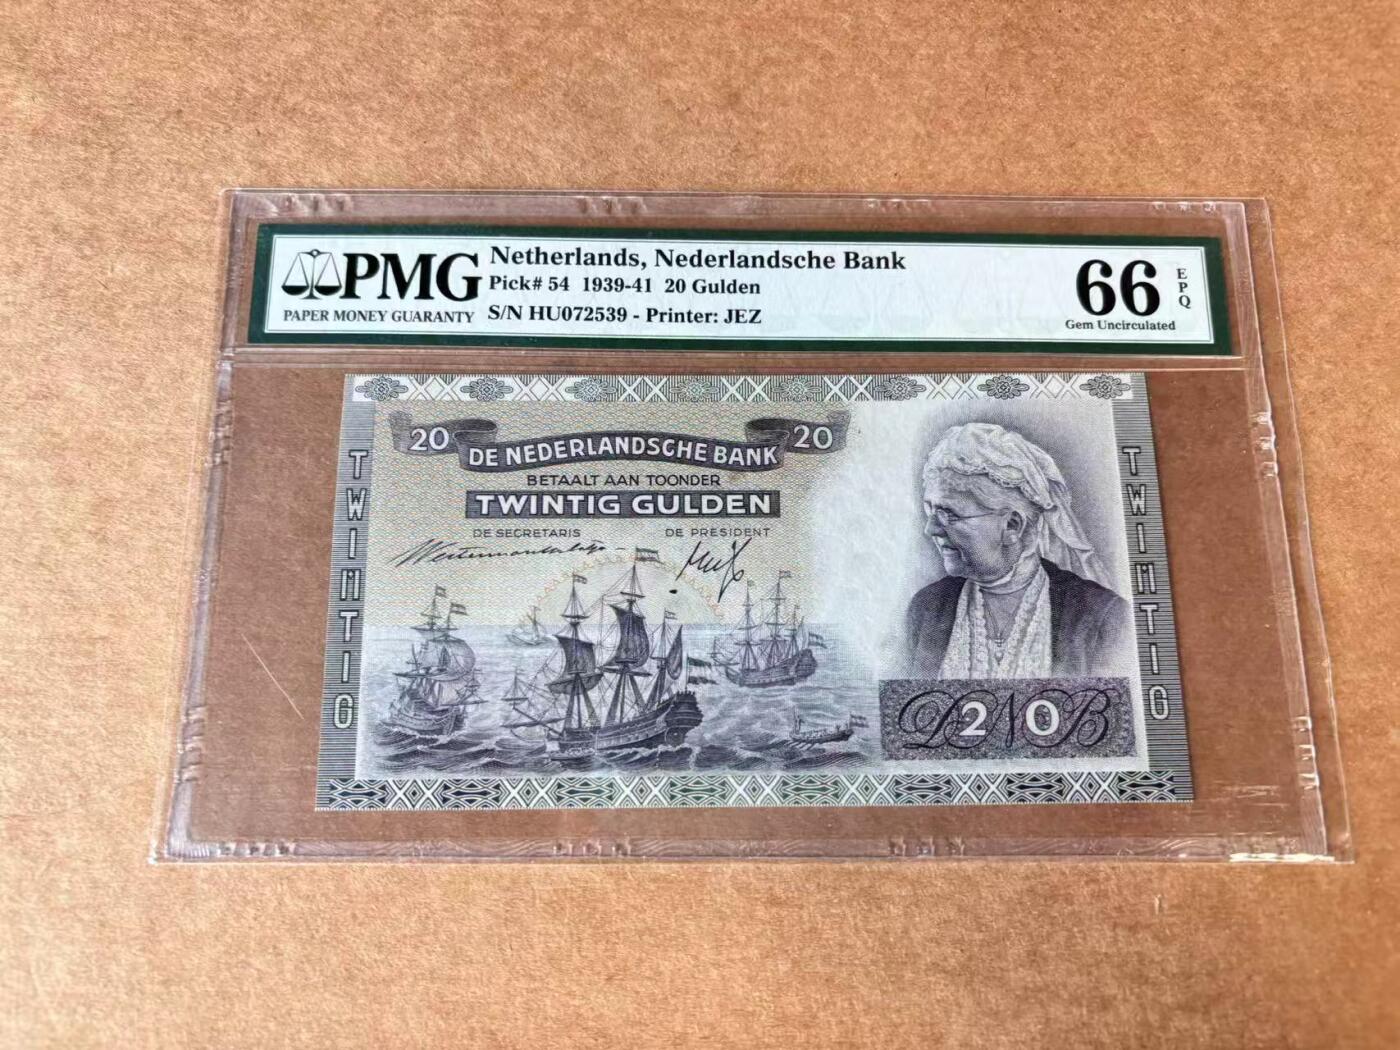 PMG
PAPER MONEY GUARANTY
Netherlands, Nederlandsche Bank
Pick# 54 1939-41 20 Gulden
S/N HU072539 - Printer: JEZ
66
EPQ
Gem Uncirculated
20 DE NEDERLANDSCHE BANK 20
BETAALT AAN TOONDER
TWINTIG GULDEN
DE SECRETARIS DE PRESIDENT
TWINTIG
TWINTIG
DNB
20